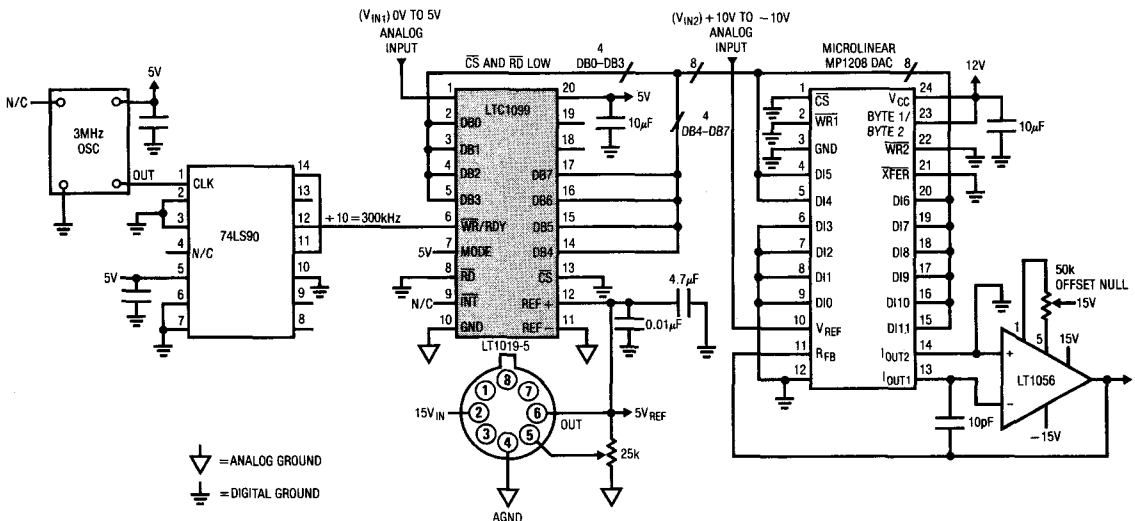 (VIN1) 0V TO 5V
ANALOG
INPUT
(VIN2) +10V TO −10V
ANALOG
INPUT
MICROLINEAR
MP1208 DAC
CS AND RD LOW
4
DB0–DB3
8
8
4
DB4–DB7
5V
N/C
3MHz
OSC
OUT
1 CLK
2
3
4 N/C
5
6
7
74LS90
14
13
12
11
10
9
8
5V
+10 = 300kHz
LTC1099
1
2 DB0
3 DB1
4 DB2
5 DB3
6 WR/RDY
5V 7 MODE
8 RD
N/C 9 INT
10 GND
20 5V
19
18
DB7 17
DB6 16
DB5 15
DB4 14
CS 13
REF+ 12
REF− 11
10µF
4.7µF
0.01µF
LT1019-5
15VIN
1
2
3
4
5
6
7
8
OUT
5VREF
25k
AGND
1 CS
2 WR1
3 GND
4 DI5
5 DI4
6 DI3
7 DI2
8 DI1
9 DI0
10 VREF
11 RFB
12
VCC 24
BYTE 1/ 23
BYTE 2
WR2 22
XFER 21
DI6 20
DI7 19
DI8 18
DI9 17
DI10 16
DI11 15
IOUT2 14
IOUT1 13
12V
10µF
50k
OFFSET NULL
15V
1
5
15V
+
LT1056
−
−15V
10pF
=ANALOG GROUND
=DIGITAL GROUND